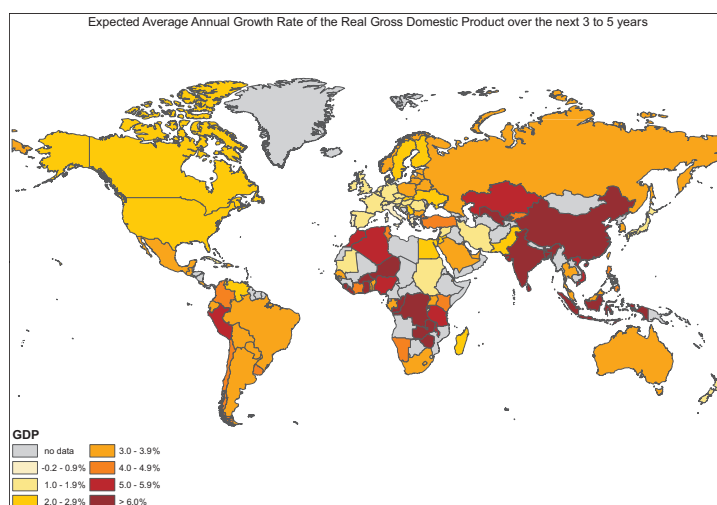 Expected Average Annual Growth Rate of the Real Gross Domestic Product over the next 3 to 5 years
GDP
no data
-0.2 - 0.9%
1.0 - 1.9%
2.0 - 2.9%
3.0 - 3.9%
4.0 - 4.9%
5.0 - 5.9%
> 6.0%